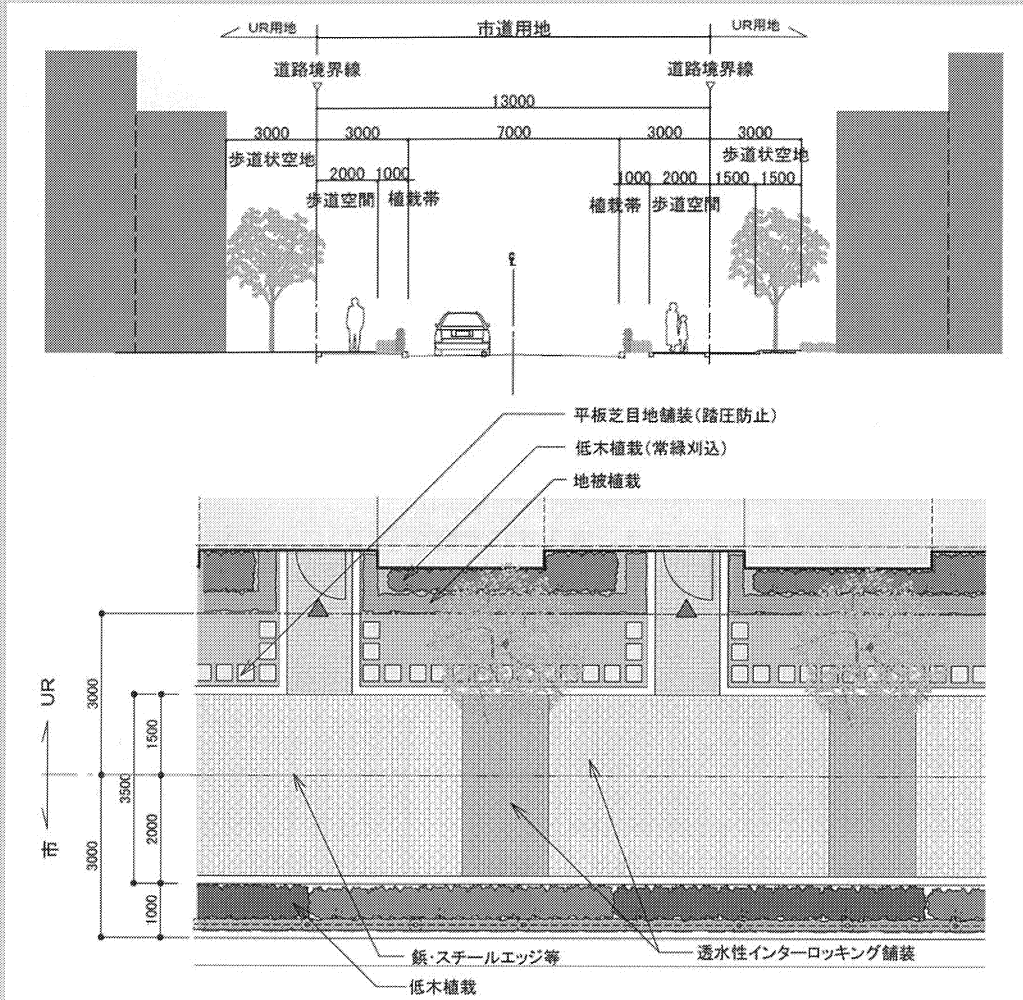 UR用地 市道用地 UR用地
道路境界線 道路境界線
13000
3000 3000 7000 3000 3000
歩道状空地 歩道状空地
2000 1000 1000 2000 1500 1500
歩道空間 植栽帯 植栽帯 歩道空間
平板芝目地舗装(踏圧防止)
低木植栽(常緑刈込)
地被植栽
UR
市
3000
3000
3500
1500
2000
1000
鋲・スチールエッジ等
透水性インターロッキング舗装
低木植栽